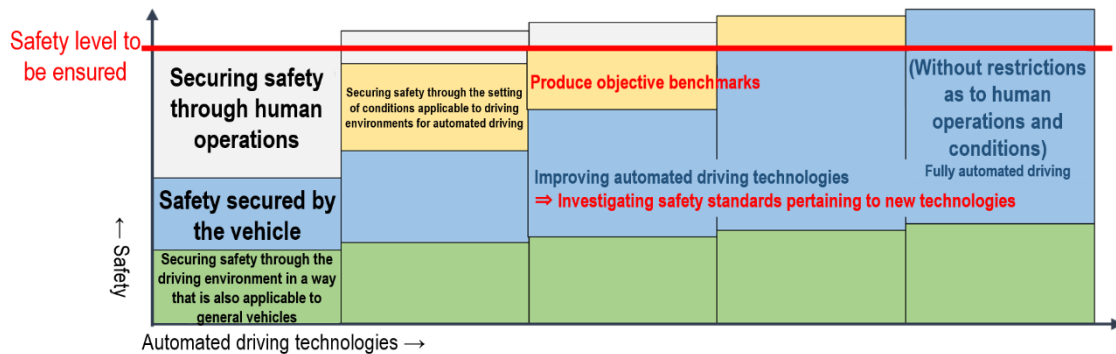 Safety level to
be ensured
Securing safety
through human
operations
Securing safety through the setting
of conditions applicable to driving
environments for automated driving
Produce objective benchmarks
(Without restrictions
as to human
operations and
conditions)
Fully automated driving
Improving automated driving technologies
⇒ Investigating safety standards pertaining to new technologies
Safety secured by
the vehicle
Securing safety through the
driving environment in a way
that is also applicable to
general vehicles
← Safety
Automated driving technologies →